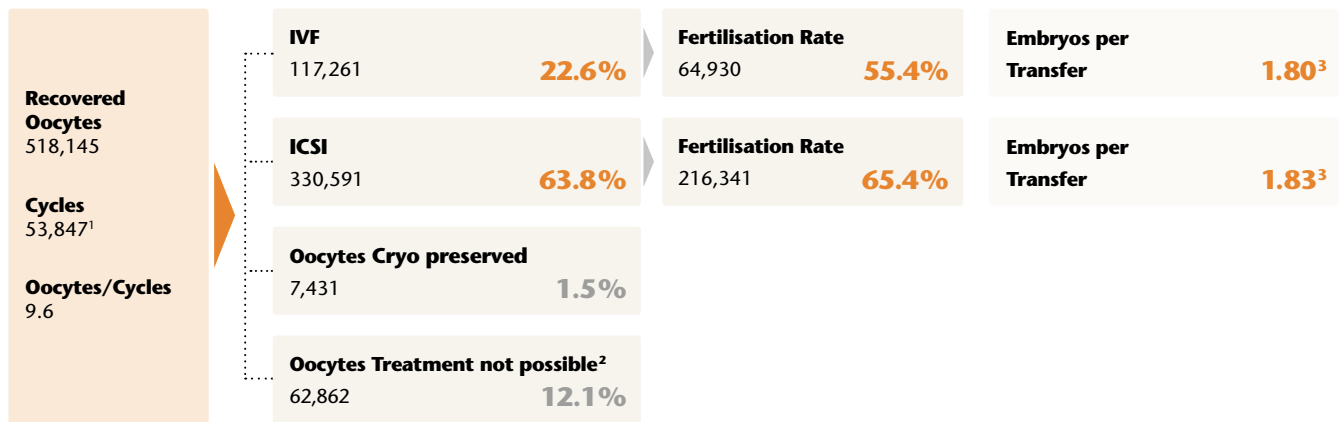 Recovered
Oocytes
518,145
Cycles
53,847¹
Oocytes/Cycles
9.6
IVF
117,261 22.6%
Fertilisation Rate
64,930 55.4%
Embryos per
Transfer 1.80³
ICSI
330,591 63.8%
Fertilisation Rate
216,341 65.4%
Embryos per
Transfer 1.83³
Oocytes Cryo preserved
7,431 1.5%
Oocytes Treatment not possible²
62,862 12.1%